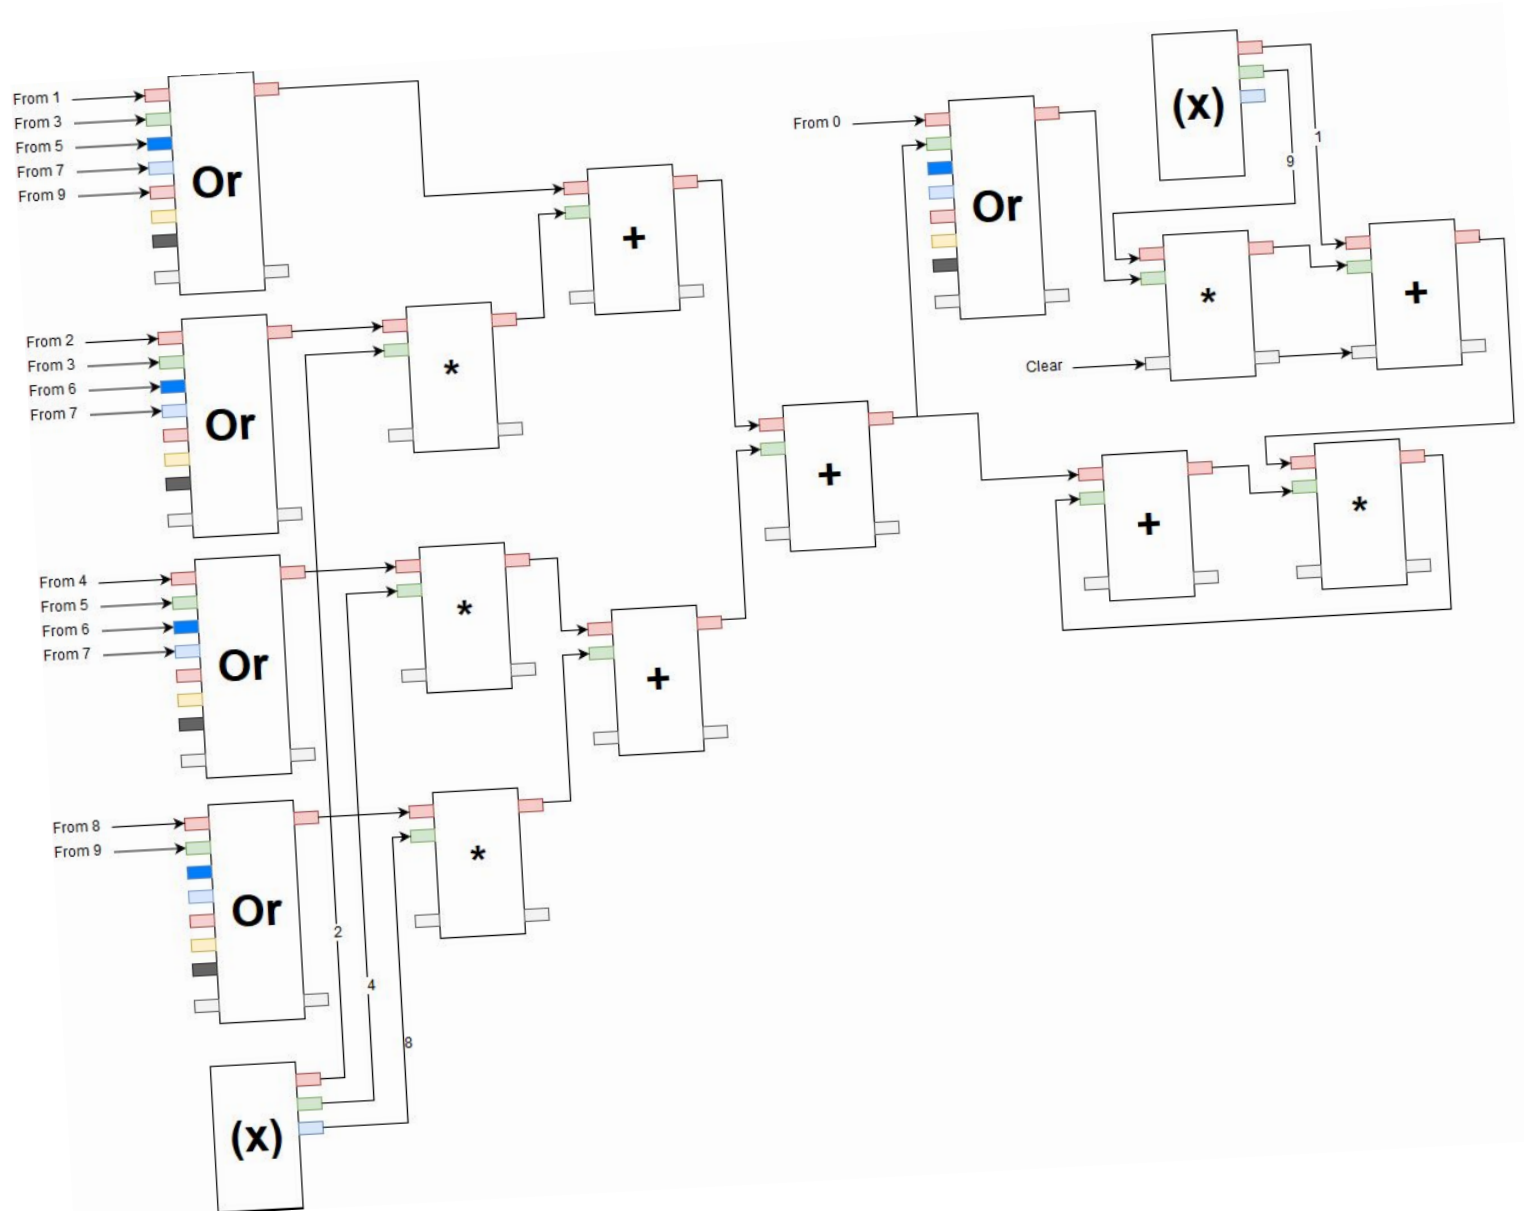 From 1
From 3
From 5
From 7
From 9
Or
+
From 2
From 3
From 6
From 7
Or
*
From 4
From 5
From 6
From 7
Or
*
+
From 8
From 9
Or
*
2
4
8
(x)
+
From 0
Or
(x)
1
9
*
+
Clear
+
*